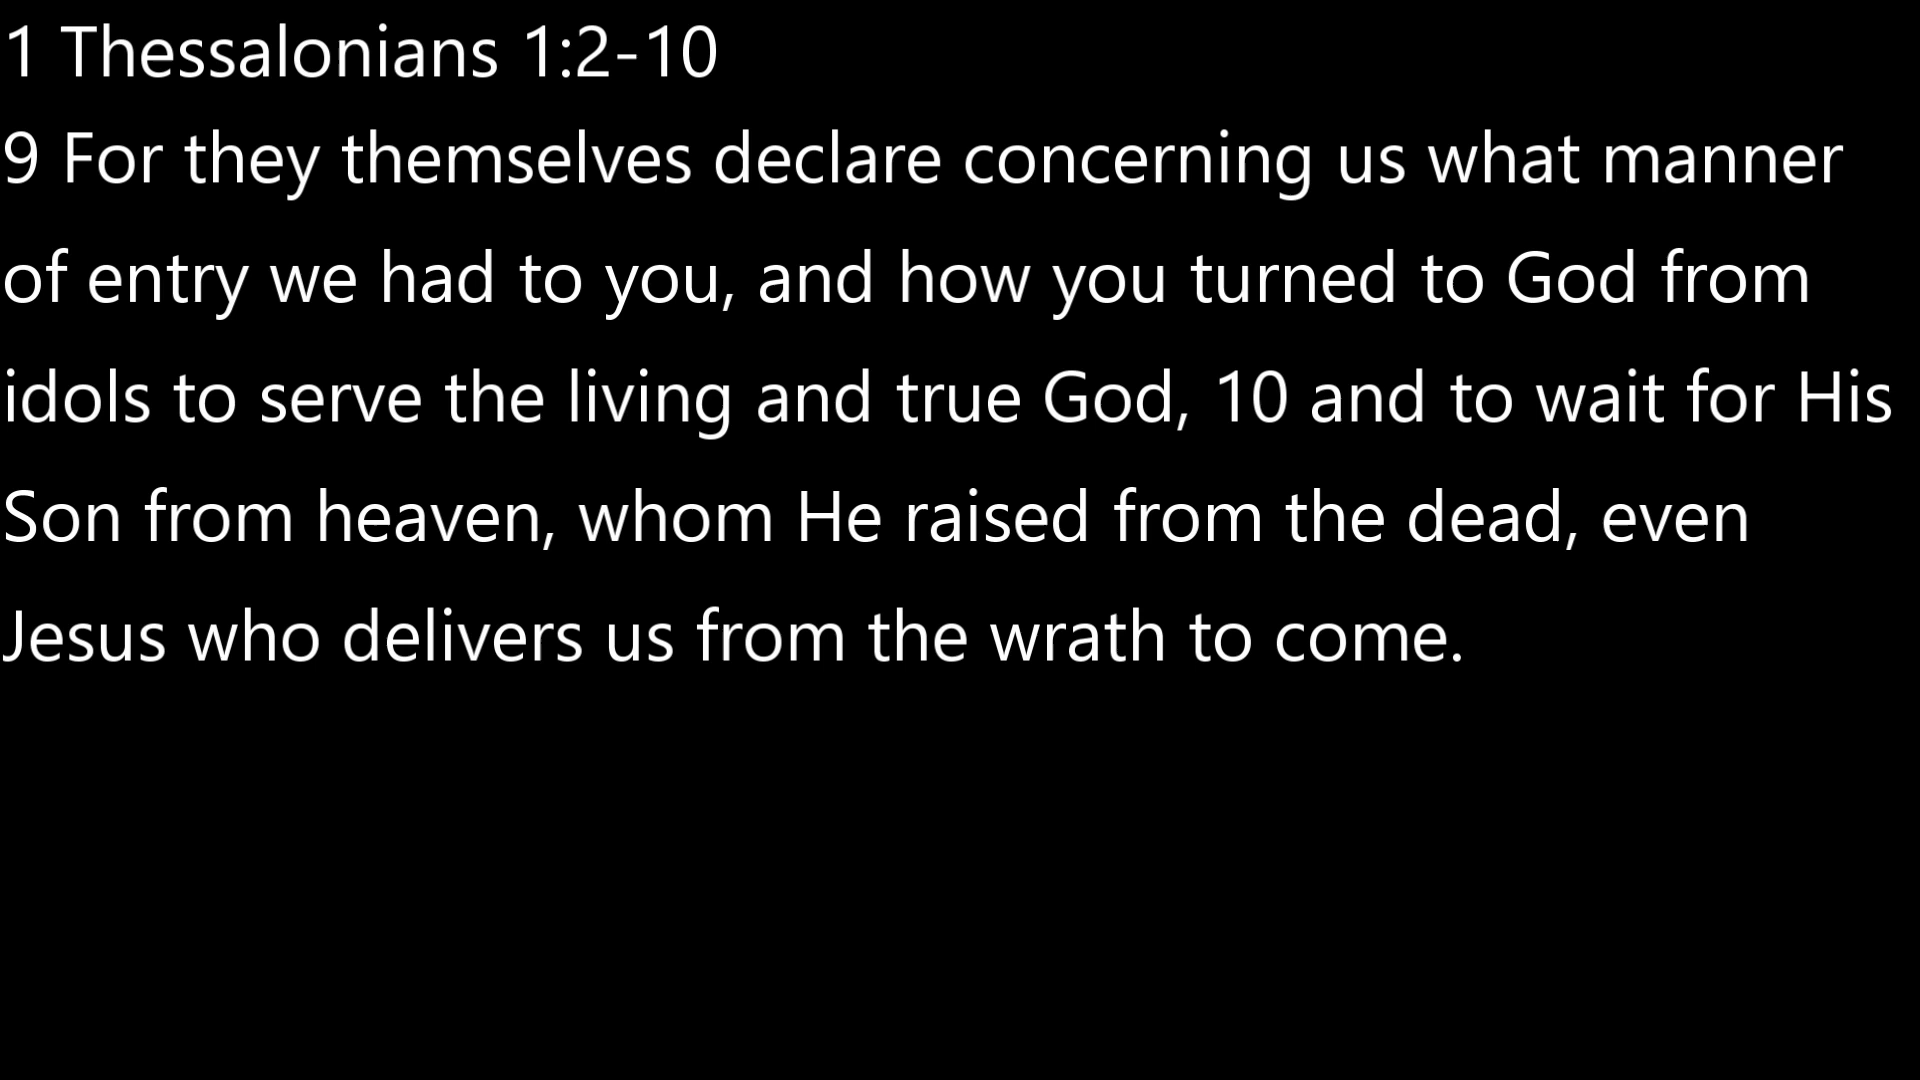 1 Thessalonians 1:2-10
9 For they themselves declare concerning us what manner
of entry we had to you, and how you turned to God from
idols to serve the living and true God, 10 and to wait for His
Son from heaven, whom He raised from the dead, even
Jesus who delivers us from the wrath to come.